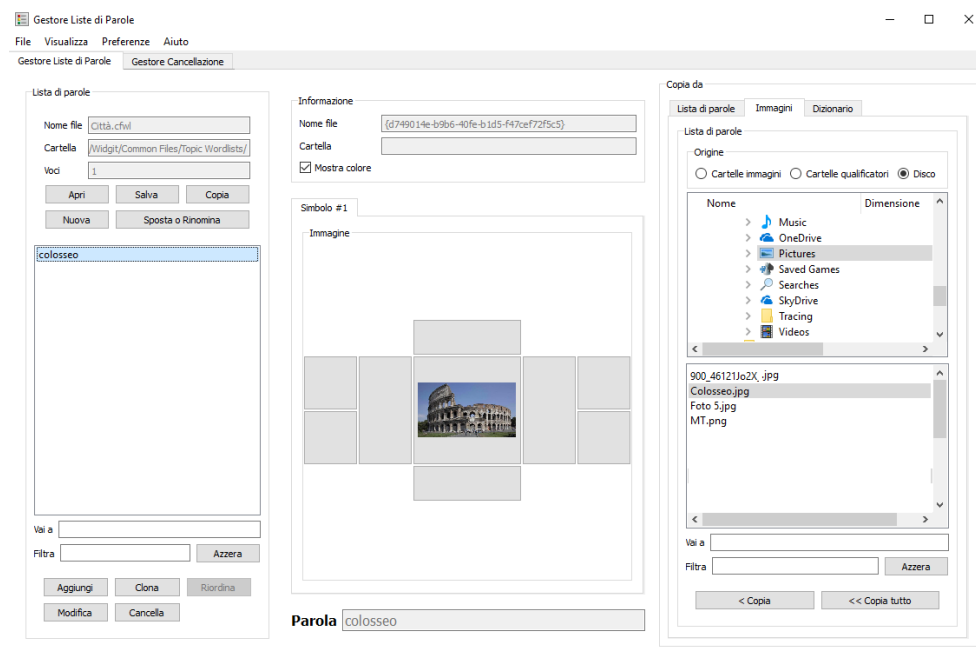 Gestore Liste di Parole
File Visualizza Preferenze Aiuto
Gestore Liste di Parole Gestore Cancellazione
Lista di parole
Nome file Città.cfwl
Cartella /Widgit/Common Files/Topic Wordlists/
Voci 1
Apri Salva Copia
Nuova Sposta o Rinomina
colosseo
Vai a
Filtra Azzera
Aggiungi Clona Riordina
Modifica Cancella
Informazione
Nome file {d749014e-b9b6-40fe-b1d5-f47cef72f5c5}
Cartella
Mostra colore
Simbolo #1
Immagine
Parola colosseo
Copia da
Lista di parole Immagini Dizionario
Lista di parole
Origine
Cartelle immagini Cartelle qualificatori Disco
Nome Dimensione
Music
OneDrive
Pictures
Saved Games
Searches
SkyDrive
Tracing
Videos
900_46121Jo2X_.jpg
Colosseo.jpg
Foto 5.jpg
MT.png
Vai a
Filtra Azzera
< Copia << Copia tutto